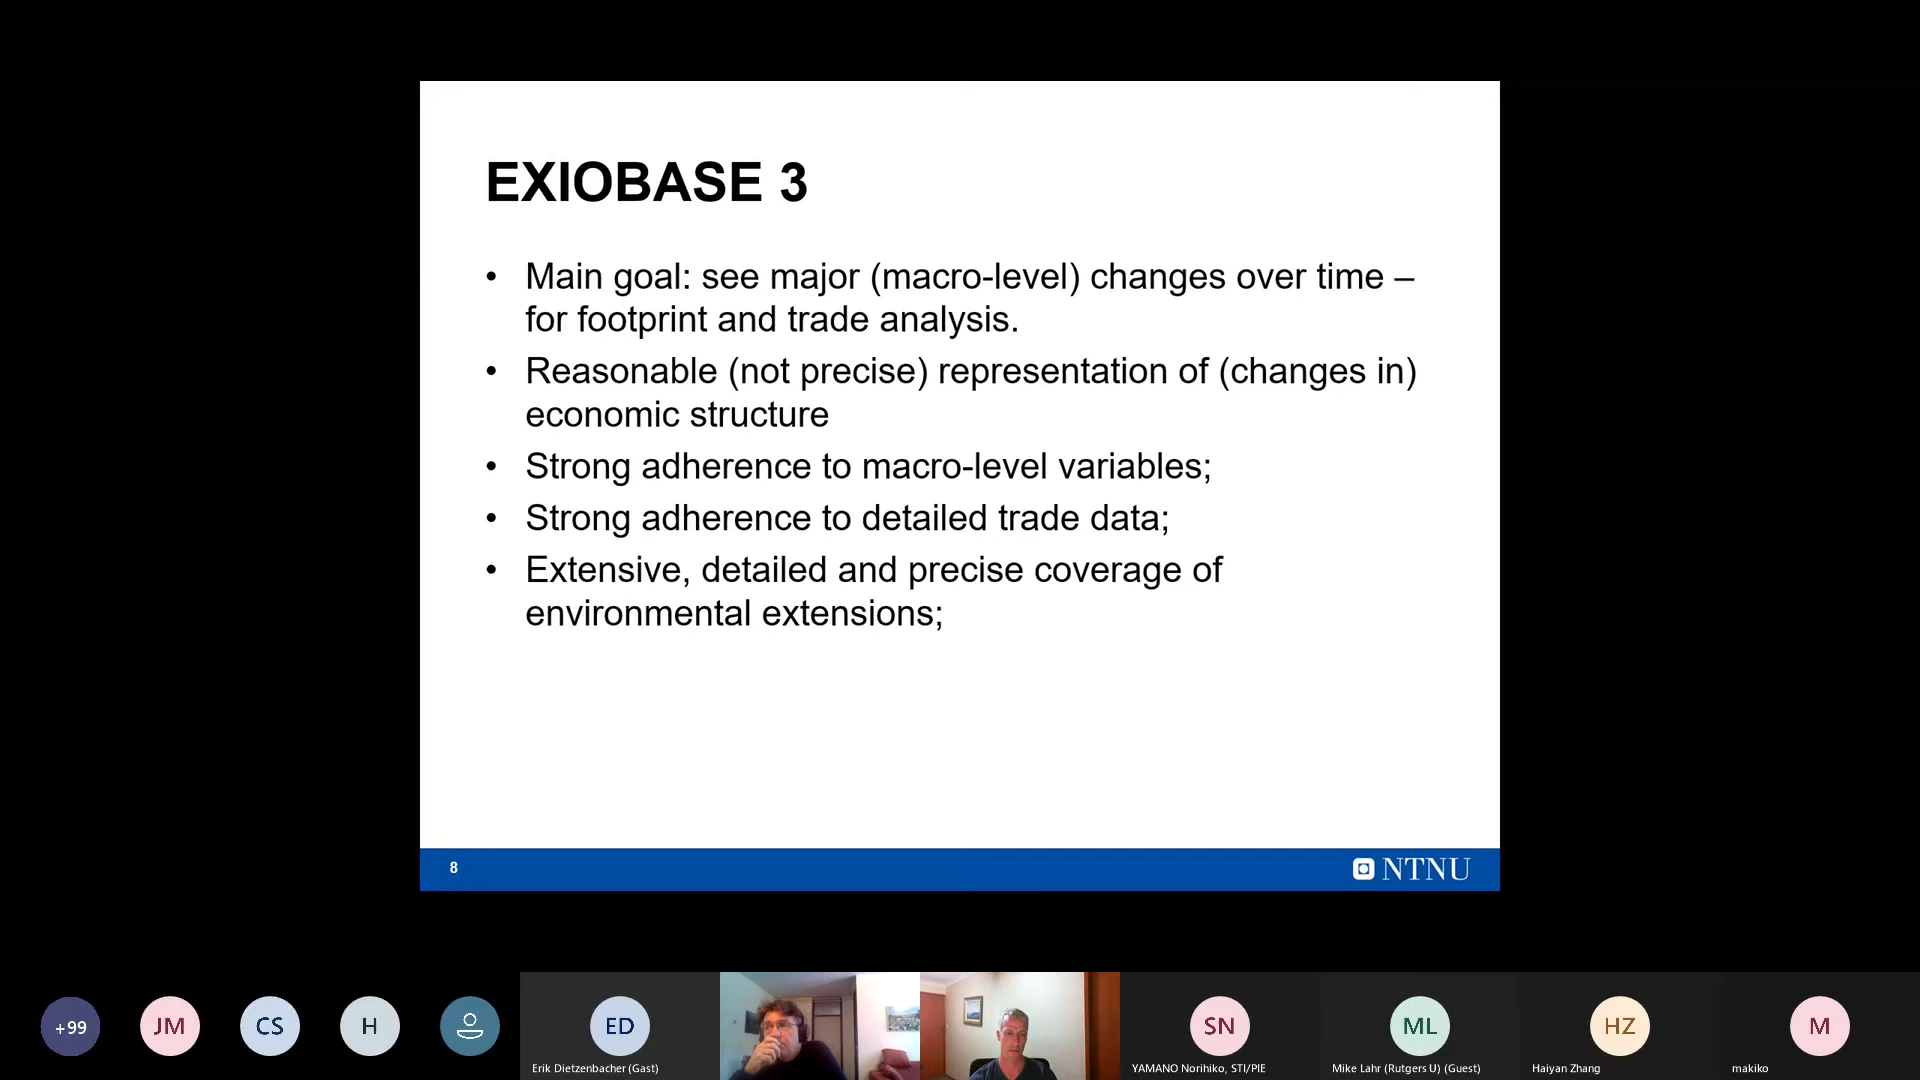 EXIOBASE 3
• Main goal: see major (macro-level) changes over time –
for footprint and trade analysis.
• Reasonable (not precise) representation of (changes in)
economic structure
• Strong adherence to macro-level variables;
• Strong adherence to detailed trade data;
• Extensive, detailed and precise coverage of
environmental extensions;
8
NTNU
+99
JM
CS
H
ED
SN
ML
HZ
M
Erik Dietzenbacher (Gast)
YAMANO Norihiko, STI/PIE
Mike Lahr (Rutgers U) (Guest)
Haiyan Zhang
makiko